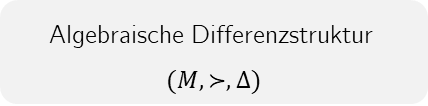 Algebraische Differenzstruktur
(M, ≻, Δ)